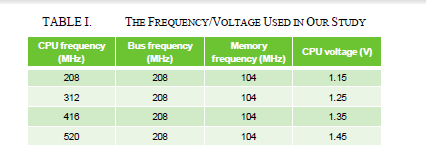 TABLE I. THE FREQUENCY/VOLTAGE USED IN OUR STUDY
CPU frequency (MHz) Bus frequency (MHz) Memory frequency (MHz) CPU voltage (V)
208 208 104 1.15
312 208 104 1.25
416 208 104 1.35
520 208 104 1.45